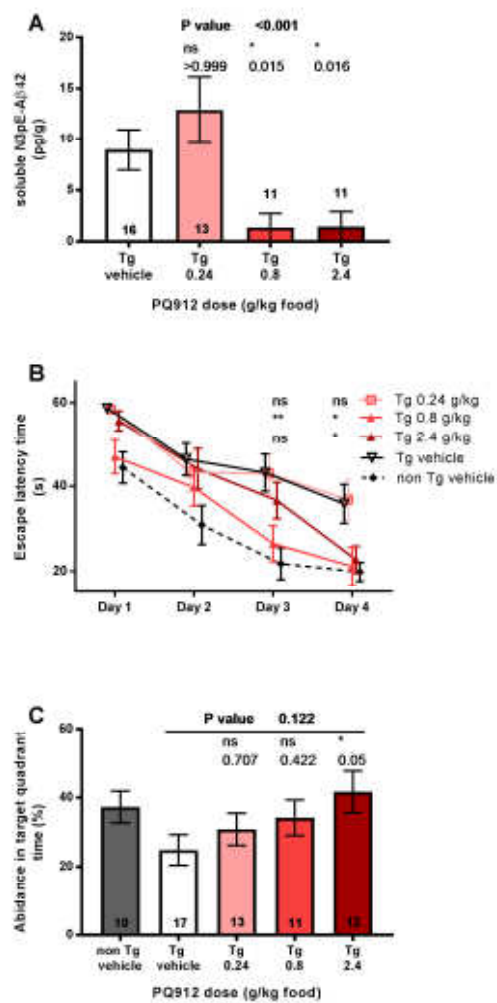 A
P value <0.001
ns * *
>0.999 0.015 0.016
soluble N3pE-Aβ42
(pg/g)
20
15
10
5
0
16 13 11 11
Tg Tg Tg Tg
vehicle 0.24 0.8 2.4
PQ912 dose (g/kg food)
B
Escape latency time
(s)
60
40
20
ns ns
** *
ns *
Tg 0.24 g/kg
Tg 0.8 g/kg
Tg 2.4 g/kg
Tg vehicle
non Tg vehicle
Day 1 Day 2 Day 3 Day 4
C
P value 0.122
ns ns *
0.707 0.422 0.05
Abidance in target quadrant
time (%)
60
40
20
0
17 13 11
non Tg Tg Tg Tg Tg
vehicle vehicle 0.24 0.8 2.4
PQ912 dose (g/kg food)